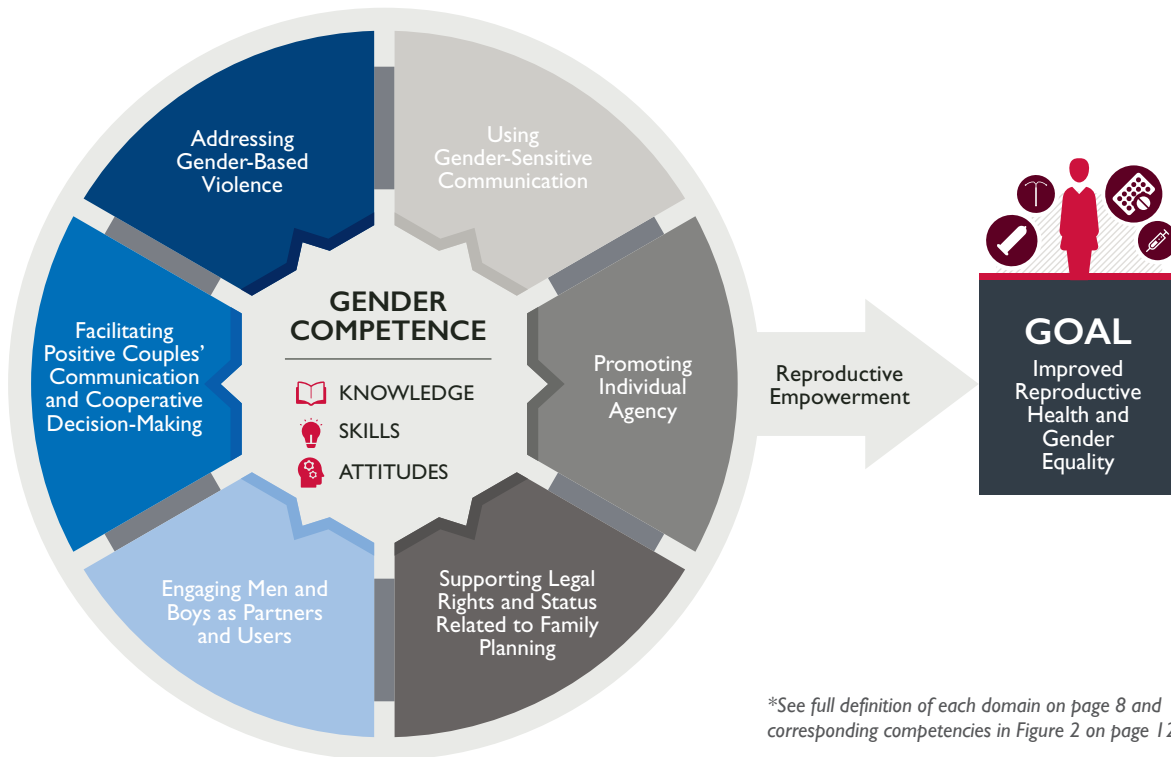 Addressing
Gender-Based
Violence
Using
Gender-Sensitive
Communication
Facilitating
Positive Couples'
Communication
and Cooperative
Decision-Making
GENDER
COMPETENCE
KNOWLEDGE
SKILLS
ATTITUDES
Promoting
Individual
Agency
Engaging Men and
Boys as Partners
and Users
Supporting Legal
Rights and Status
Related to Family
Planning
Reproductive
Empowerment
GOAL
Improved
Reproductive
Health and
Gender
Equality
*See full definition of each domain on page 8 and
corresponding competencies in Figure 2 on page 12